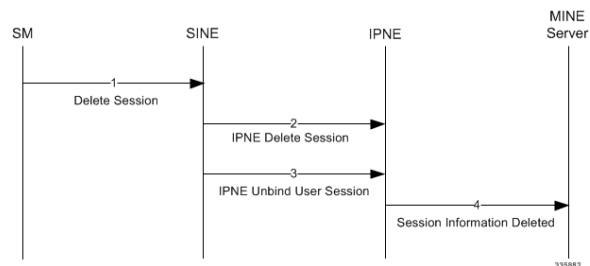 SM
SINE
IPNE
MINE
Server
1
Delete Session
2
IPNE Delete Session
3
IPNE Unbind User Session
4
Session Information Deleted
335882